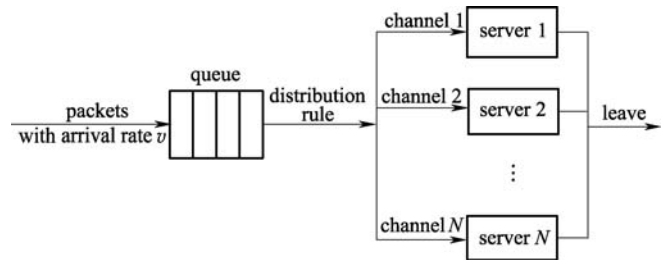 packets
with arrival rate v
queue
distribution
rule
channel 1
server 1
channel 2
server 2
⋮
channel N
server N
leave